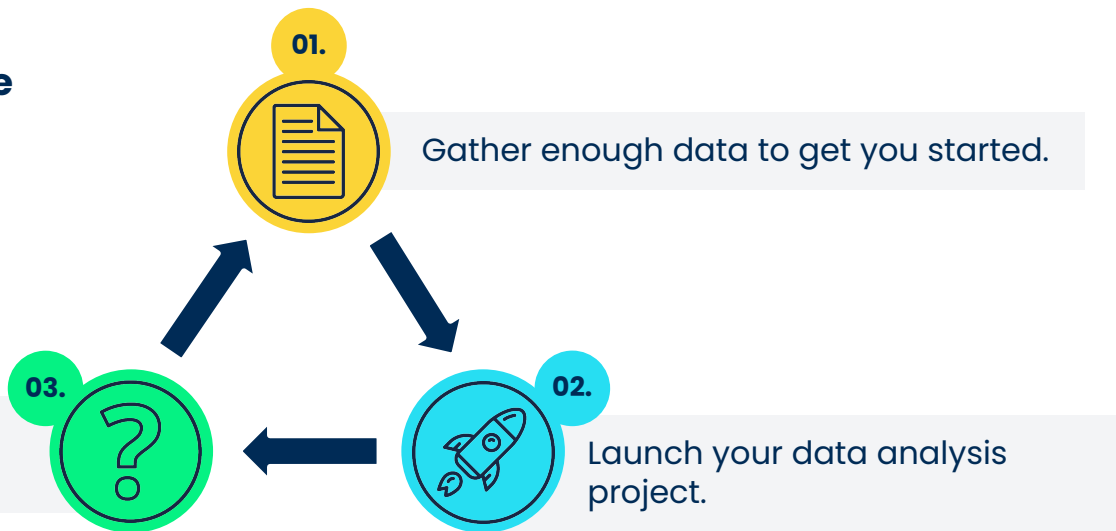 01.
e
Gather enough data to get you started.
03.
02.
Launch your data analysis
project.